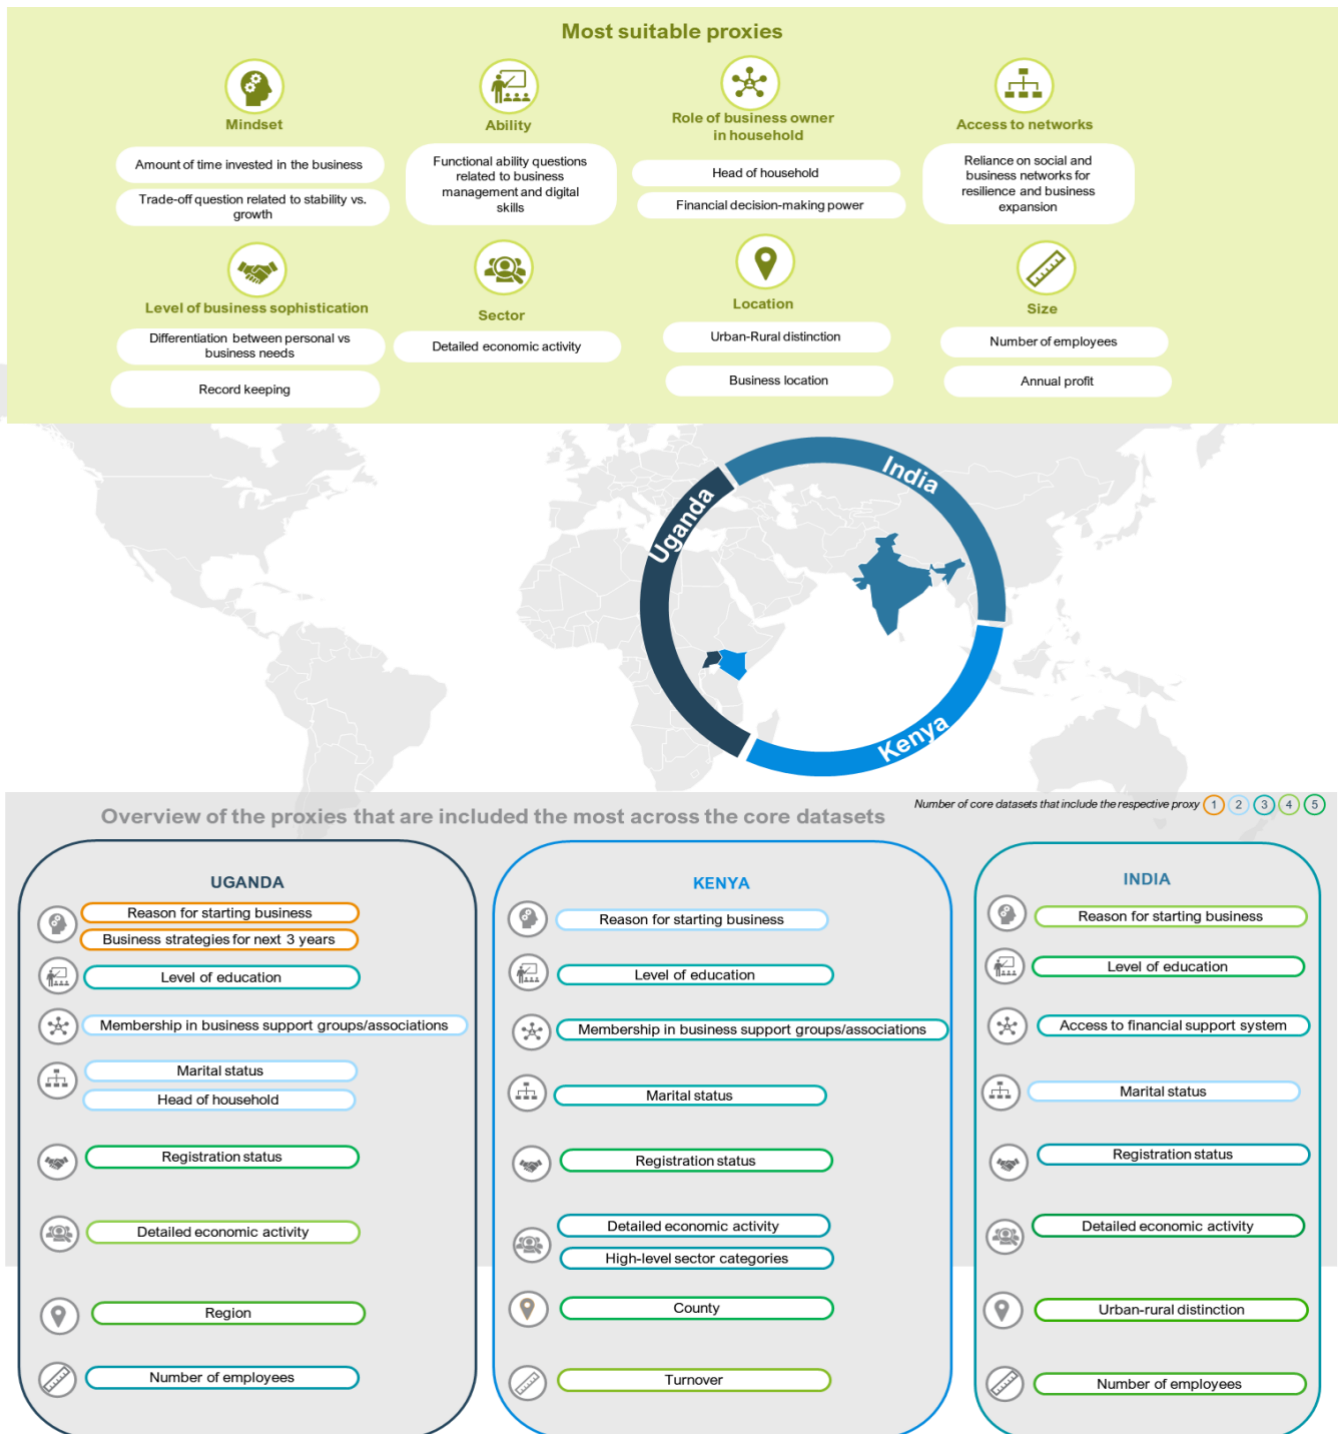 Most suitable proxies
Mindset
Amount of time invested in the business
Trade-off question related to stability vs.
growth
Ability
Functional ability questions
related to business
management and digital
skills
Role of business owner
in household
Head of household
Financial decision-making power
Access to networks
Reliance on social and
business networks for
resilience and business
expansion
Level of business sophistication
Differentiation between personal vs
business needs
Record keeping
Sector
Detailed economic activity
Location
Urban-Rural distinction
Business location
Size
Number of employees
Annual profit
Uganda
India
Kenya
Overview of the proxies that are included the most across the core datasets
Number of core datasets that include the respective proxy 1 2 3 4 5
UGANDA
Reason for starting business
Business strategies for next 3 years
Level of education
Membership in business support groups/associations
Marital status
Head of household
Registration status
Detailed economic activity
Region
Number of employees
KENYA
Reason for starting business
Level of education
Membership in business support groups/associations
Marital status
Registration status
Detailed economic activity
High-level sector categories
County
Turnover
INDIA
Reason for starting business
Level of education
Access to financial support system
Marital status
Registration status
Detailed economic activity
Urban-rural distinction
Number of employees